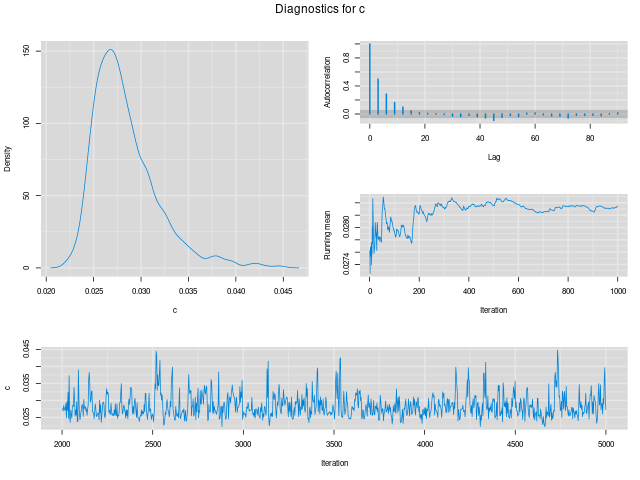 Diagnostics for c
Density
0 50 100 150
0.020 0.025 0.030 0.035 0.040 0.045
c
Autocorrelation
0.0 0.4 0.8
0 20 40 60 80
Lag
Running mean
0.0274 0.0280
0 200 400 600 800 1000
Iteration
c
0.025 0.035 0.045
2000 2500 3000 3500 4000 4500 5000
Iteration